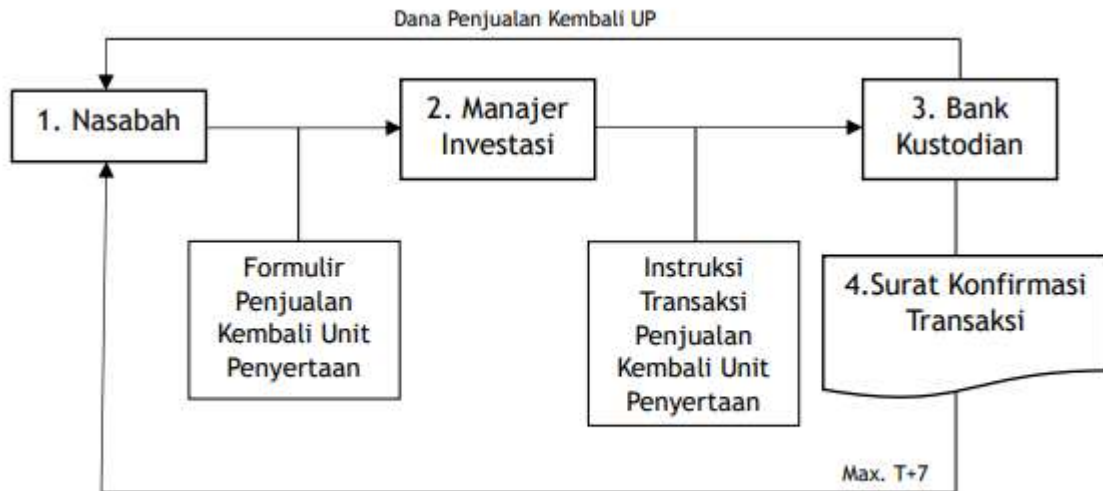 Dana Penjualan Kembali UP
1. Nasabah
2. Manajer
Investasi
3. Bank
Kustodian
Formulir
Penjualan
Kembali Unit
Penyertaan
Instruksi
Transaksi
Penjualan
Kembali Unit
Penyertaan
4.Surat Konfirmasi
Transaksi
Max. T+7